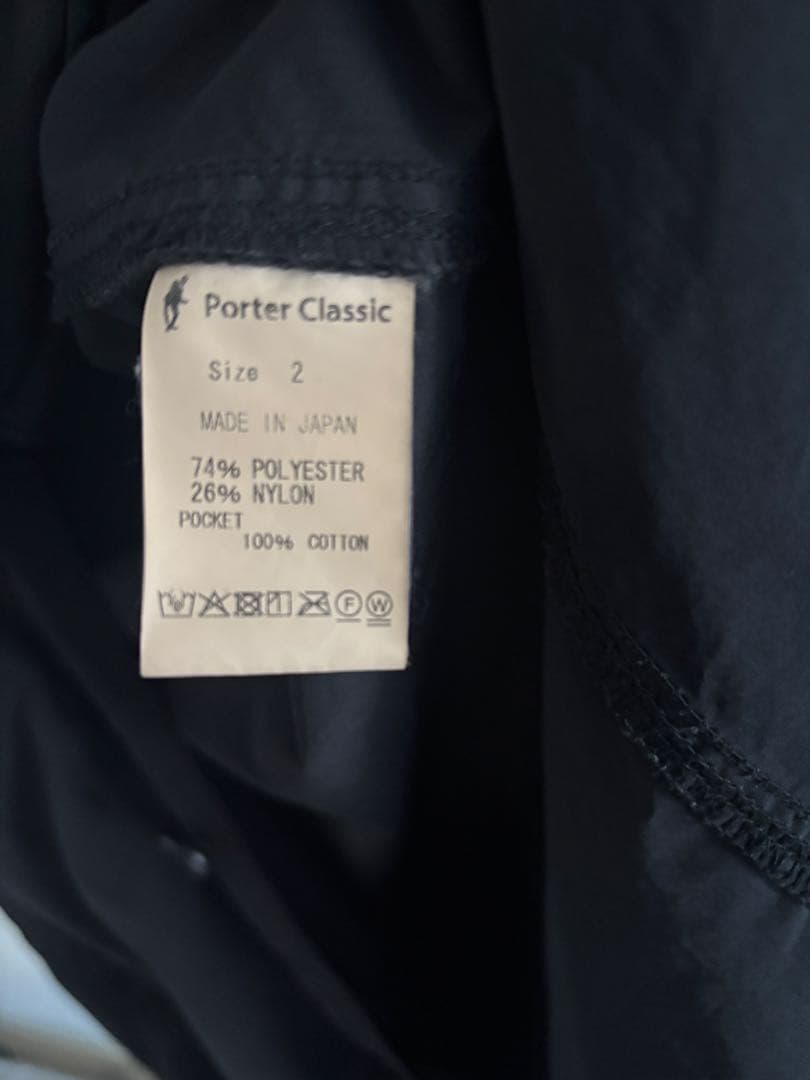 Porter Classic
Size 2
MADE IN JAPAN
74% POLYESTER
26% NYLON
POCKET
100% COTTON
F W